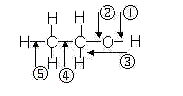 H H ② ①
H C C O H
③
H H
⑤ ④